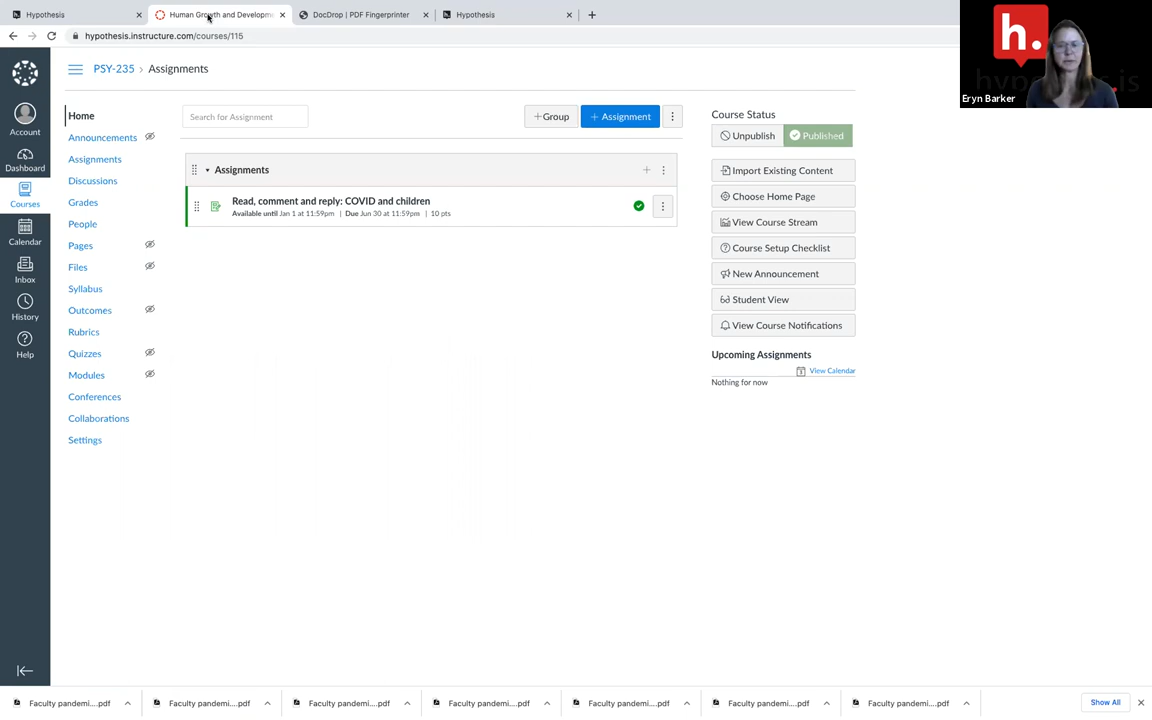 Hypothesis
Human Growth and Developme
DocDrop | PDF Fingerprinter
Hypothesis
hypothesis.instructure.com/courses/115
h.
hypothes.is
Eryn Barker
PSY-235 › Assignments
Account
Dashboard
Courses
Calendar
Inbox
History
Help
Home
Announcements
Assignments
Discussions
Grades
People
Pages
Files
Syllabus
Outcomes
Rubrics
Quizzes
Modules
Conferences
Collaborations
Settings
Search for Assignment
+ Group
+ Assignment
Assignments
Read, comment and reply: COVID and children
Available until Jan 1 at 11:59pm | Due Jun 30 at 11:59pm | 10 pts
Course Status
Unpublish Published
Import Existing Content
Choose Home Page
View Course Stream
Course Setup Checklist
New Announcement
Student View
View Course Notifications
Upcoming Assignments
View Calendar
Nothing for now
Faculty pandemi....pdf
Faculty pandemi....pdf
Faculty pandemi....pdf
Faculty pandemi....pdf
Faculty pandemi....pdf
Faculty pandemi....pdf
Faculty pandemi....pdf
Show All